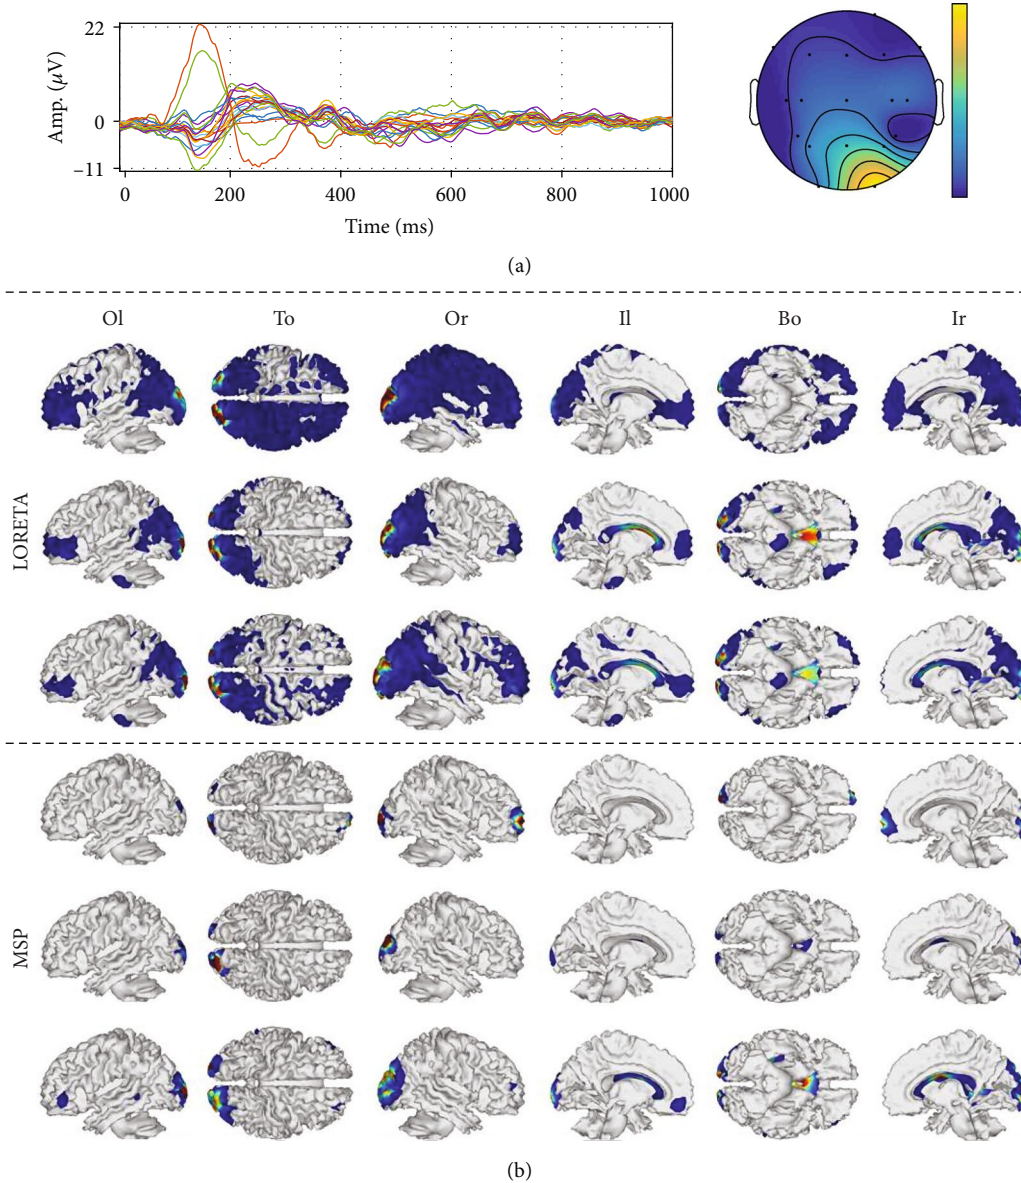 22
0
−11
Amp. (μV)
0
200
400
600
800
1000
Time (ms)
(a)
Ol
To
Or
Il
Bo
Ir
LORETA
MSP
(b)